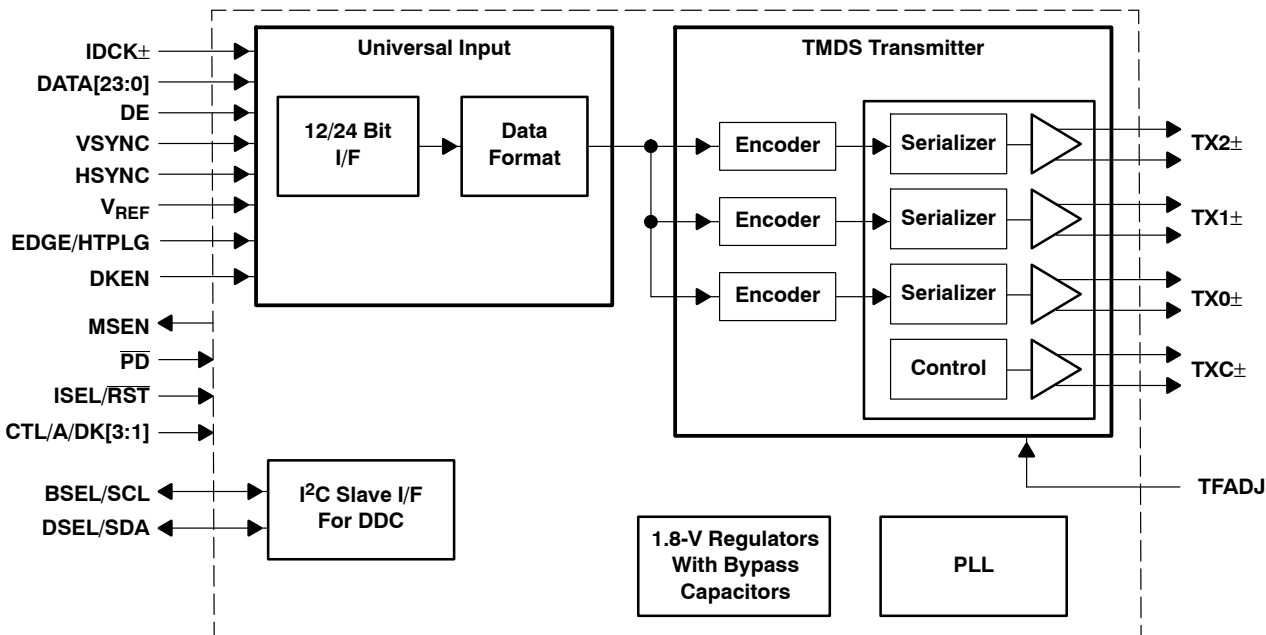 IDCK±
DATA[23:0]
DE
VSYNC
HSYNC
VREF
EDGE/HTPLG
DKEN
MSEN
PD
ISEL/RST
CTL/A/DK[3:1]
BSEL/SCL
DSEL/SDA
Universal Input
12/24 Bit
I/F
Data
Format
I²C Slave I/F
For DDC
TMDS Transmitter
Encoder
Serializer
Encoder
Serializer
Encoder
Serializer
Control
1.8-V Regulators
With Bypass
Capacitors
PLL
TX2±
TX1±
TX0±
TXC±
TFADJ